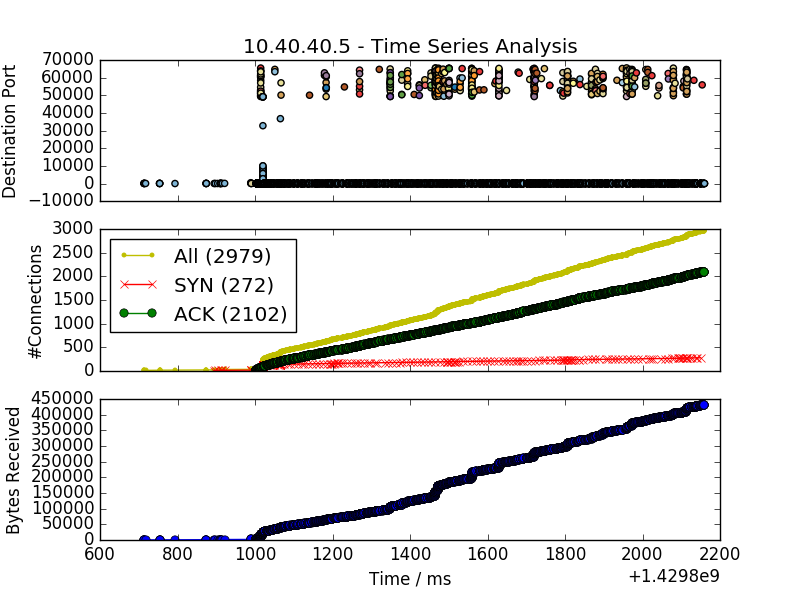 10.40.40.5 - Time Series Analysis
Destination Port
70000
60000
50000
40000
30000
20000
10000
0
−10000
#Connections
3000
2500
2000
1500
1000
500
0
All (2979)
SYN (272)
ACK (2102)
Bytes Received
450000
400000
350000
300000
250000
200000
150000
100000
50000
0
600 800 1000 1200 1400 1600 1800 2000 2200
Time / ms
+1.4298e9